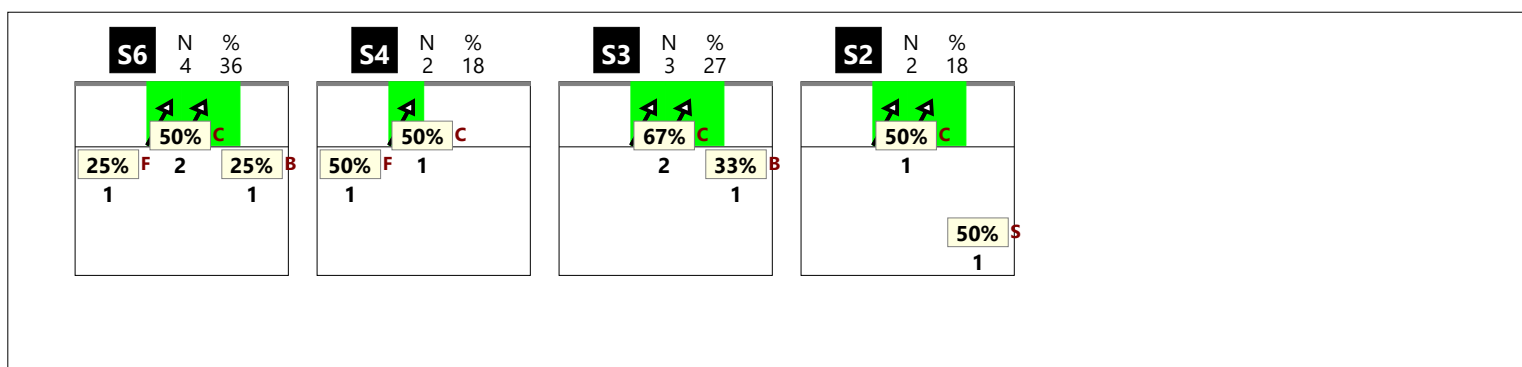 S6 N % 4 36
50% C
25% F 2 25% B
1 1
S4 N % 2 18
50% C
50% F 1
1
S3 N % 3 27
67% C
2 33% B
1
S2 N % 2 18
50% C
1
50% S
1